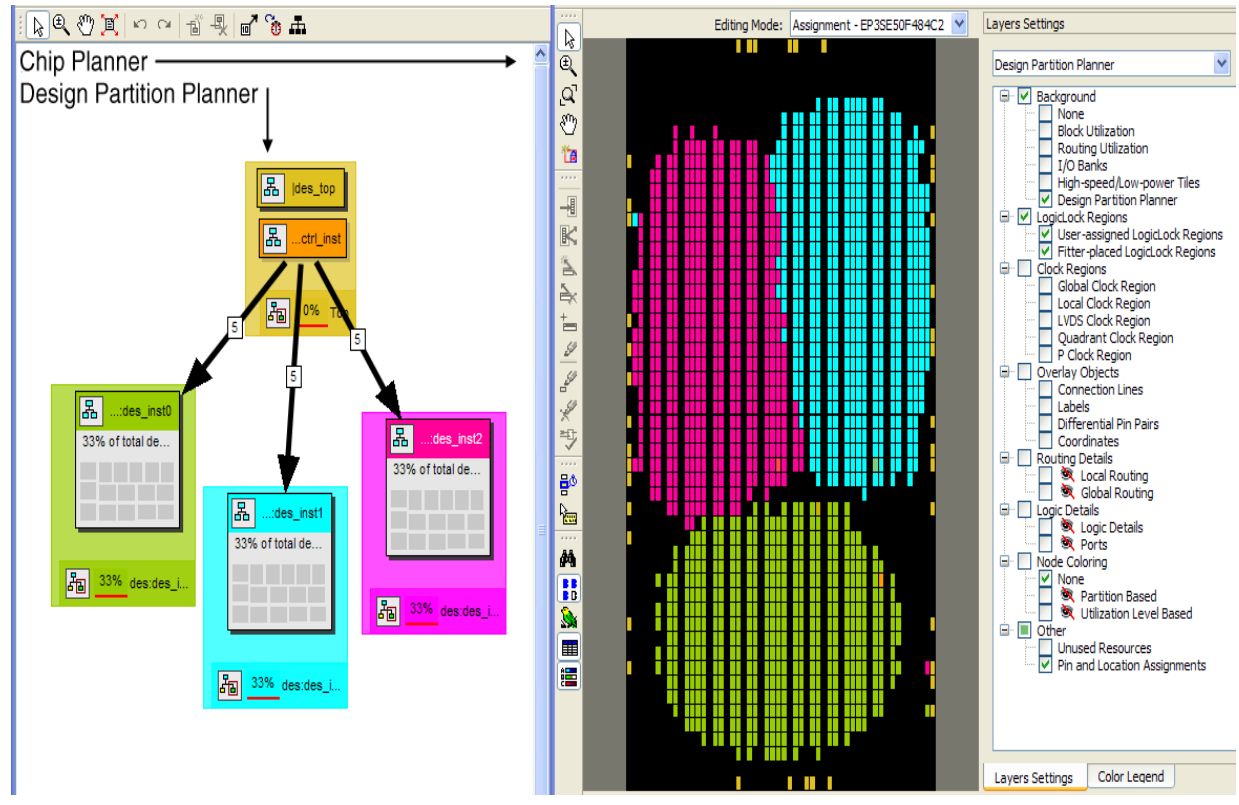 Chip Planner
Design Partition Planner
|des_top
...ctrl_inst
0%
5
5
5
...:des_inst0
33% of total de...
33% des:des_i...
...:des_inst1
33% of total de...
33% des:des_i...
...:des_inst2
33% of total de...
33% des:des_i...
Editing Mode: Assignment - EP3SE50F484C2
Layers Settings
Design Partition Planner
Background
None
Block Utilization
Routing Utilization
I/O Banks
High-speed/Low-power Tiles
Design Partition Planner
LogicLock Regions
User-assigned LogicLock Regions
Fitter-placed LogicLock Regions
Clock Regions
Global Clock Region
Local Clock Region
LVDS Clock Region
Quadrant Clock Region
P Clock Region
Overlay Objects
Connection Lines
Labels
Differential Pin Pairs
Coordinates
Routing Details
Local Routing
Global Routing
Logic Details
Logic Details
Ports
Node Coloring
None
Partition Based
Utilization Level Based
Other
Unused Resources
Pin and Location Assignments
Layers Settings
Color Legend